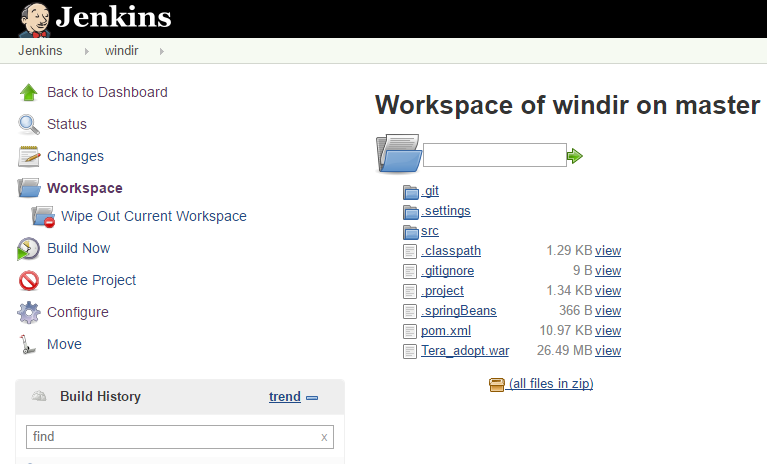 Jenkins
Jenkins windir
Back to Dashboard
Status
Changes
Workspace
Wipe Out Current Workspace
Build Now
Delete Project
Configure
Move
Build History trend
find x
Workspace of windir on master
.git
.settings
src
.classpath 1.29 KB view
.gitignore 9 B view
.project 1.34 KB view
.springBeans 366 B view
pom.xml 10.97 KB view
Tera_adopt.war 26.49 MB view
(all files in zip)